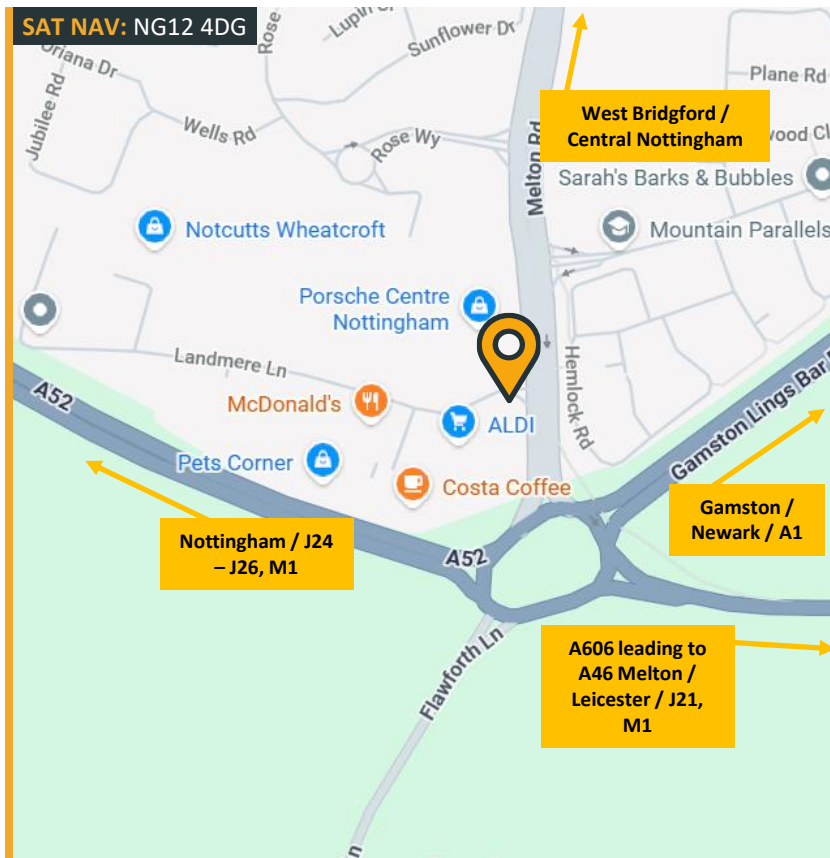 SAT NAV: NG12 4DG
Rose
Lupin
Sunflower Dr
Oriana Dr
Jubilee Rd
Wells Rd
Rose Wy
Melton Rd
West Bridgford /
Central Nottingham
Plane Rd
Sarah's Barks & Bubbles
Mountain Parallels
Notcutts Wheatcroft
Porsche Centre
Nottingham
Landmere Ln
A52
McDonald's
ALDI
Hemlock Rd
Pets Corner
Costa Coffee
Gamston Lings Bar
Gamston /
Newark / A1
Nottingham / J24
– J26, M1
A52
Flawforth Ln
A606 leading to
A46 Melton /
Leicester / J21,
M1